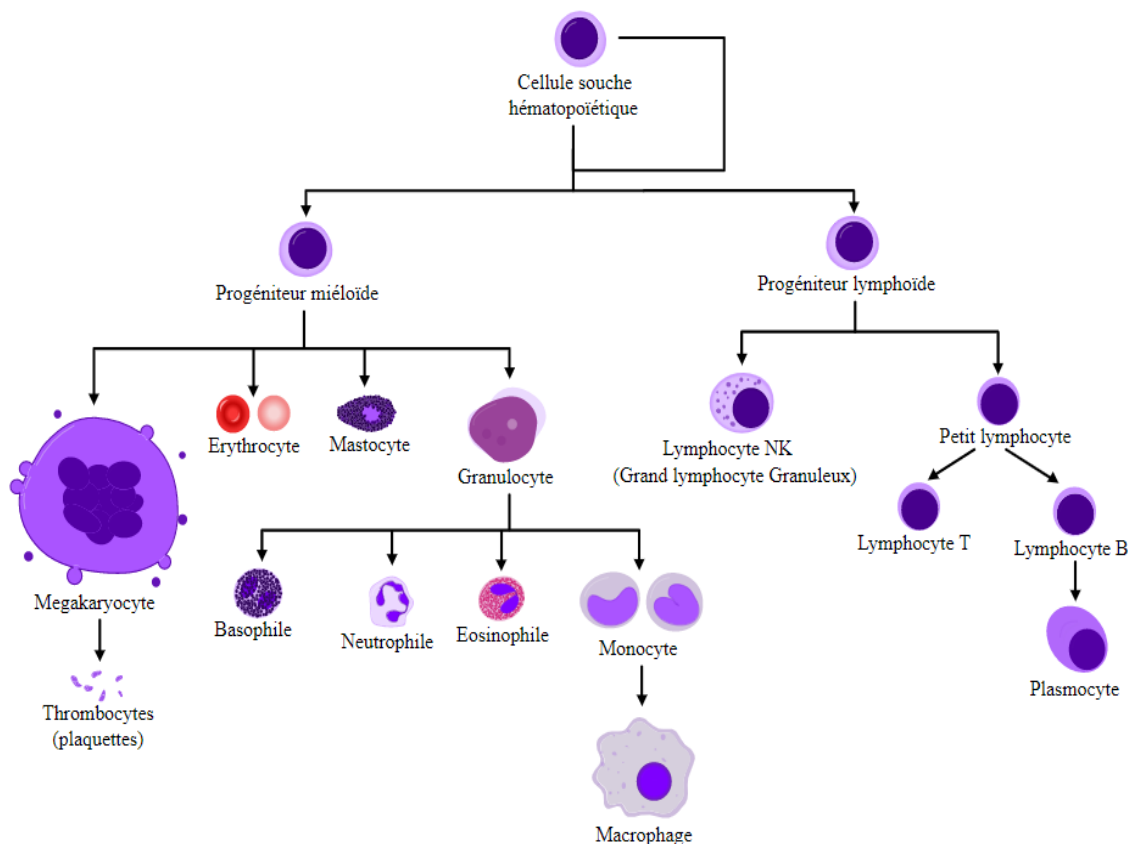 Cellule souche
hématopoïétique
Progéniteur miéloïde
Progéniteur lymphoïde
Erythrocyte
Mastocyte
Granulocyte
Lymphocyte NK
(Grand lymphocyte Granuleux)
Petit lymphocyte
Lymphocyte T
Lymphocyte B
Megakaryocyte
Basophile
Neutrophile
Eosinophile
Monocyte
Plasmocyte
Thrombocytes
(plaquettes)
Macrophage